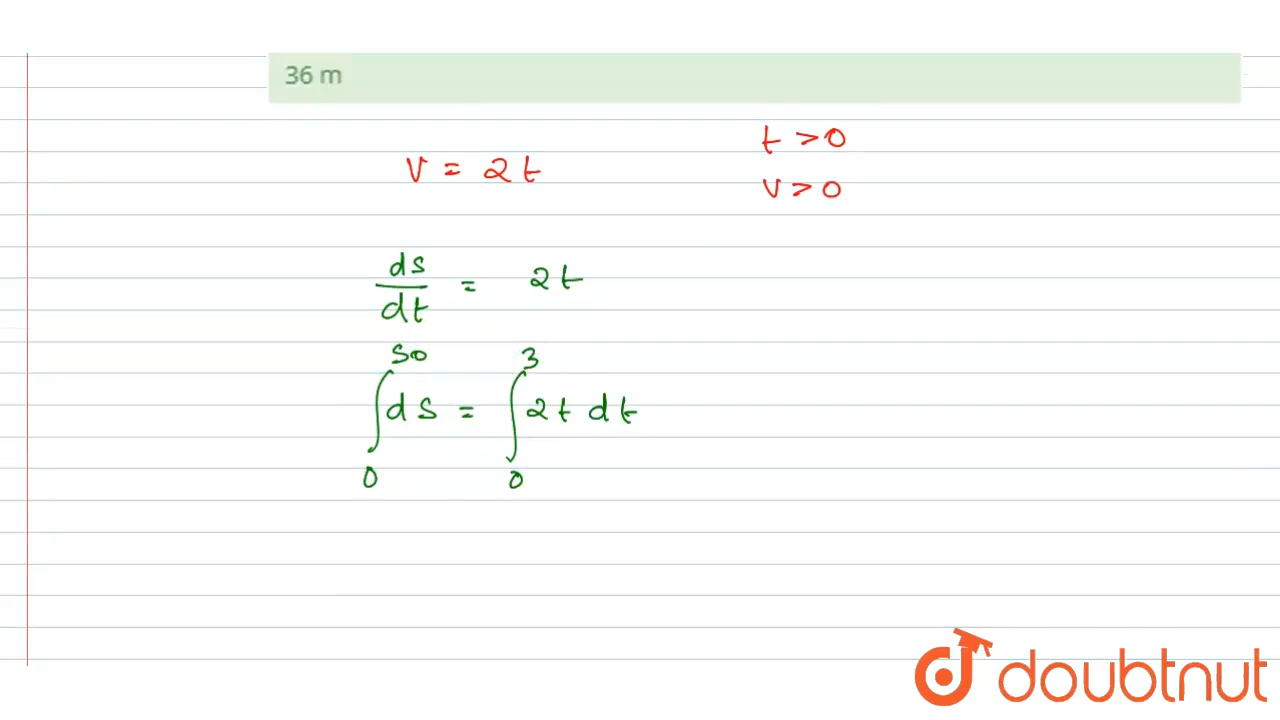 36 m
t > 0
v = 2t
v > 0
ds/dt = 2t
∫₀^{s0} ds = ∫₀^{3} 2t dt
doubtnut